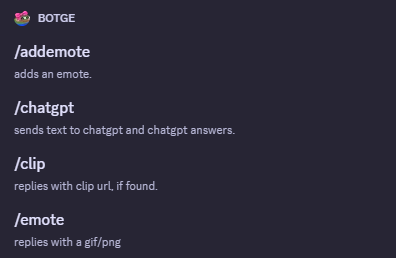 BOTGE
/addemote
adds an emote.
/chatgpt
sends text to chatgpt and chatgpt answers.
/clip
replies with clip url, if found.
/emote
replies with a gif/png